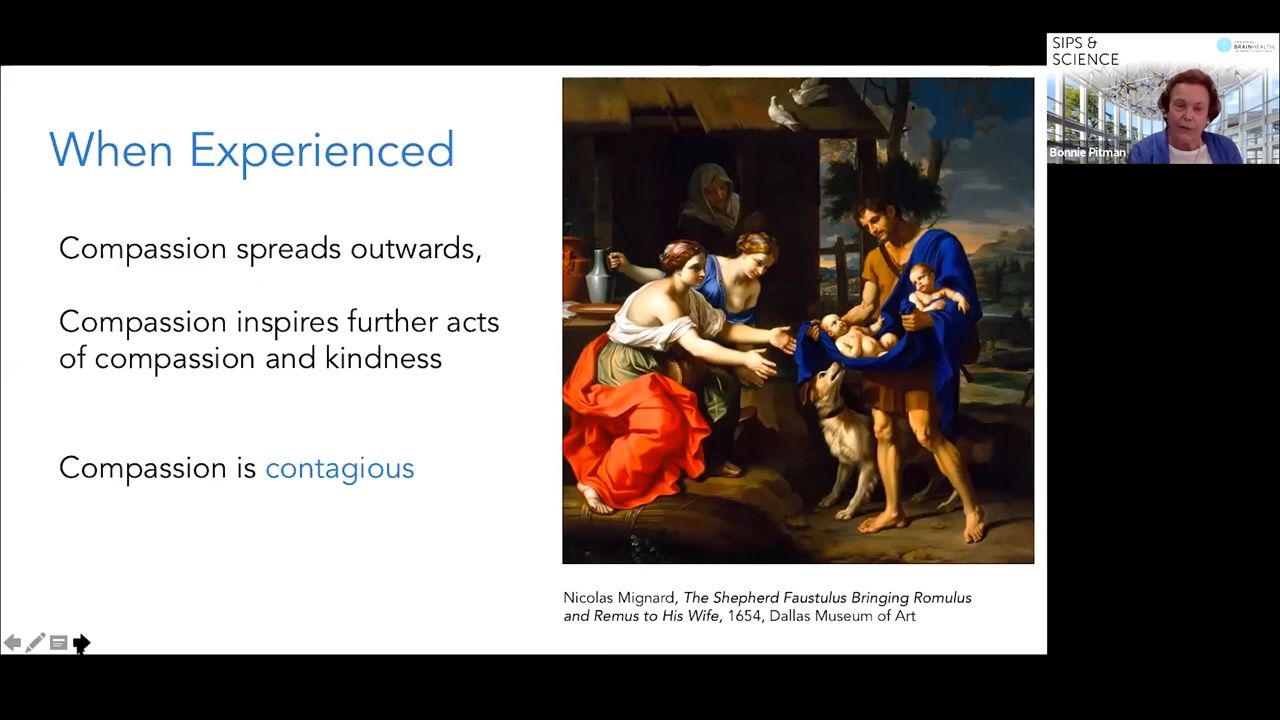 When Experienced
Compassion spreads outwards,
Compassion inspires further acts
of compassion and kindness
Compassion is contagious
Nicolas Mignard, The Shepherd Faustulus Bringing Romulus
and Remus to His Wife, 1654, Dallas Museum of Art
SIPS &
SCIENCE
BRAINHEALTH
Bonnie Pitman